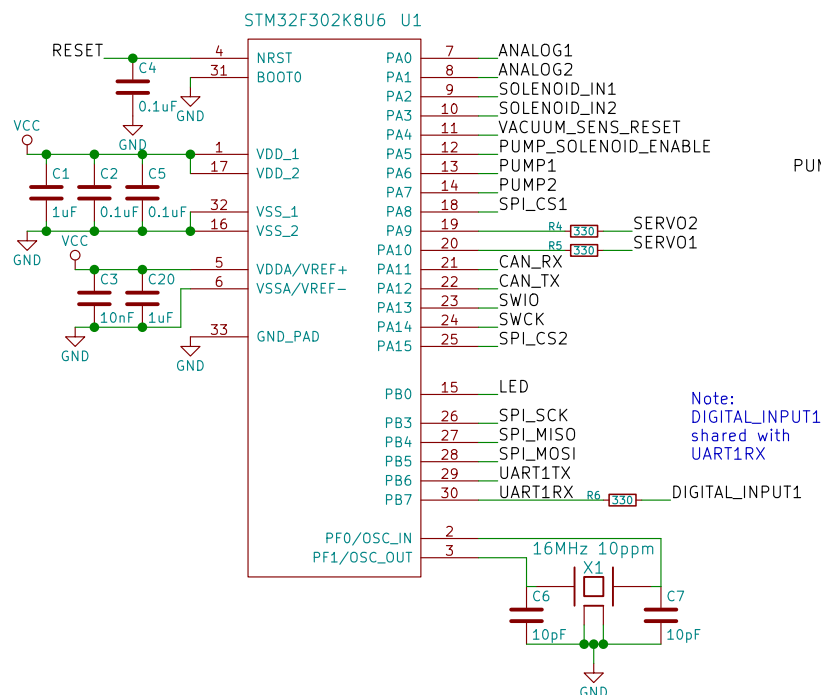 STM32F302K8U6 U1
RESET
4 NRST
C4
0.1uF
GND
31 BOOT0
GND
VCC
1 VDD_1
17 VDD_2
C1
1uF
C2
0.1uF
C5
0.1uF
32 VSS_1
16 VSS_2
GND
VCC
5 VDDA/VREF+
6 VSSA/VREF-
C3
10nF
C20
1uF
GND
33 GND_PAD
GND
PA0 7 ANALOG1
PA1 8 ANALOG2
PA2 9 SOLENOID_IN1
PA3 10 SOLENOID_IN2
PA4 11 VACUUM_SENS_RESET
PA5 12 PUMP_SOLENOID_ENABLE
PA6 13 PUMP1
PA7 14 PUMP2
PA8 18 SPI_CS1
PA9 19 R4 330 SERVO2
PA10 20 R5 330 SERVO1
PA11 21 CAN_RX
PA12 22 CAN_TX
PA13 23 SWIO
PA14 24 SWCK
PA15 25 SPI_CS2
PB0 15 LED
PB3 26 SPI_SCK
PB4 27 SPI_MISO
PB5 28 SPI_MOSI
PB6 29 UART1TX
PB7 30 UART1RX R6 330 DIGITAL_INPUT1
PF0/OSC_IN 2
PF1/OSC_OUT 3
16MHz 10ppm
X1
C6
10pF
C7
10pF
GND
Note:
DIGITAL_INPUT1
shared with
UART1RX